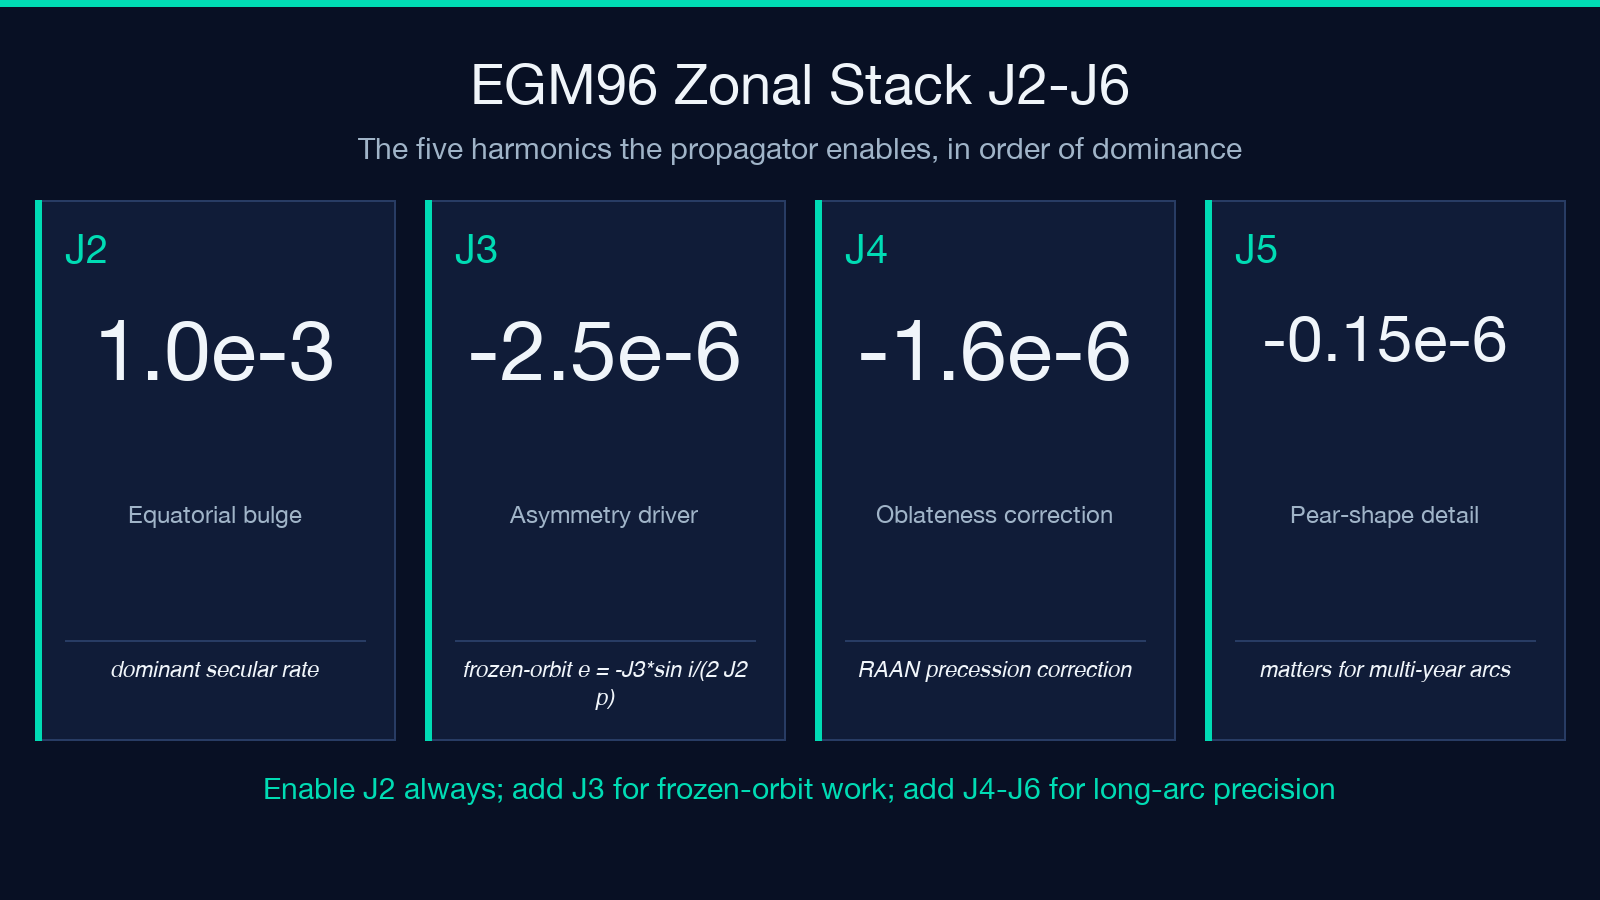 EGM96 Zonal Stack J2-J6
The five harmonics the propagator enables, in order of dominance
J2
1.0e-3
Equatorial bulge
dominant secular rate
J3
-2.5e-6
Asymmetry driver
frozen-orbit e = -J3*sin i/(2 J2
p)
J4
-1.6e-6
Oblateness correction
RAAN precession correction
J5
-0.15e-6
Pear-shape detail
matters for multi-year arcs
Enable J2 always; add J3 for frozen-orbit work; add J4-J6 for long-arc precision